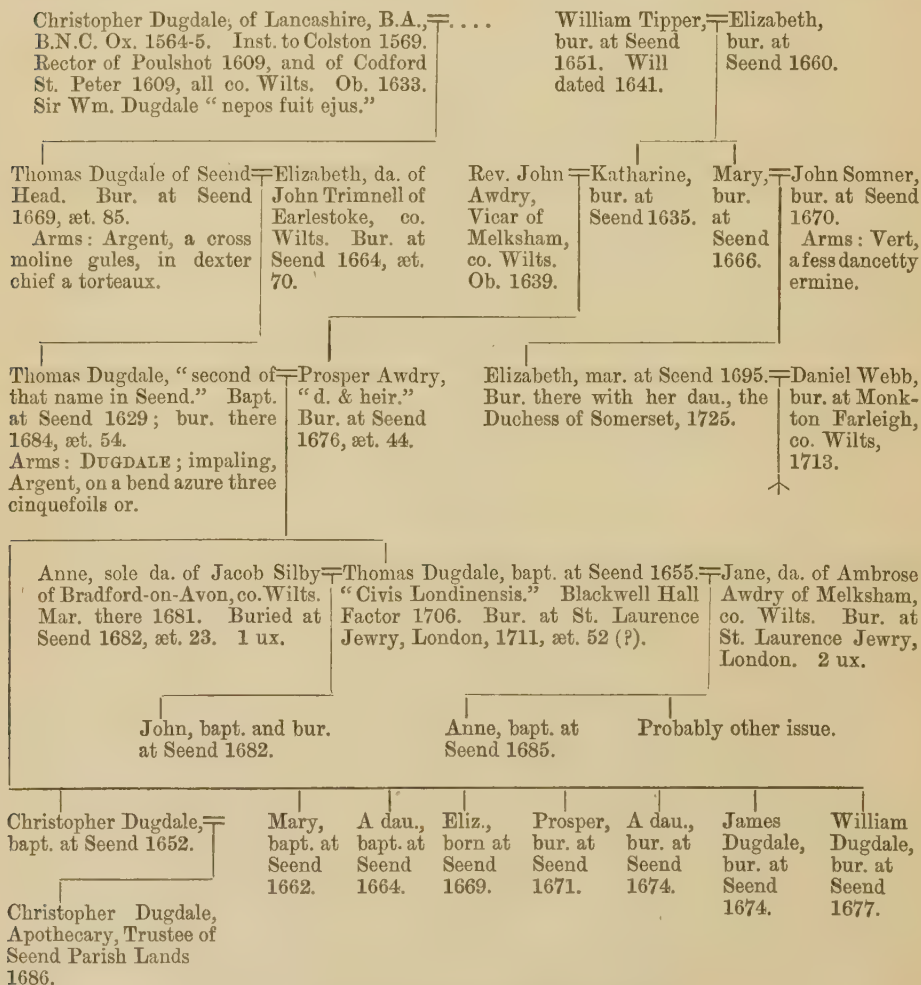 Christopher Dugdale, of Lancashire, B.A.,=....
B.N.C. Ox. 1564-5. Inst. to Colston 1569.
Rector of Poulshot 1609, and of Codford
St. Peter 1609, all co. Wilts. Ob. 1633.
Sir Wm. Dugdale “nepos fuit ejus.”
William Tipper,=
bur. at Seend
1651. Will
dated 1641.
Elizabeth,
bur. at
Seend 1660.
Thomas Dugdale of Seend=
Head. Bur. at Seend
1669, æt. 85.
Arms: Argent, a cross
moline gules, in dexter
chief a torteaux.
Elizabeth, da. of
John Trimnell of
Earlestoke, co.
Wilts. Bur. at
Seend 1664, æt.
70.
Rev. John=
Awdry,
Vicar of
Melksham,
co. Wilts.
Ob. 1639.
Katharine,
bur. at
Seend 1635.
Mary,=
bur.
at
Seend
1666.
John Somner,
bur. at Seend
1670.
Arms: Vert,
a fess dancetty
ermine.
Thomas Dugdale, “second of=
that name in Seend.” Bapt.
at Seend 1629; bur. there
1684, æt. 54.
Arms: DUGDALE; impaling,
Argent, on a bend azure three
cinquefoils or.
Prosper Awdry,
“d. & heir.”
Bur. at Seend
1676, æt. 44.
Elizabeth, mar. at Seend 1695.=
Bur. there with her dau., the
Duchess of Somerset, 1725.
Daniel Webb,
bur. at Monk-
ton Farleigh,
co. Wilts,
1713.
Anne, sole da. of Jacob Silby=
of Bradford-on-Avon, co. Wilts.
Mar. there 1681. Buried at
Seend 1682, æt. 23. 1 ux.
Thomas Dugdale, bapt. at Seend 1655.=
“Civis Londinensis.” Blackwell Hall
Factor 1706. Bur. at St. Laurence
Jewry, London, 1711, æt. 52 (?).
Jane, da. of Ambrose
Awdry of Melksham,
co. Wilts. Bur. at
St. Laurence Jewry,
London. 2 ux.
John, bapt. and bur.
at Seend 1682.
Anne, bapt. at
Seend 1685.
Probably other issue.
Christopher Dugdale,=
bapt. at Seend 1652.
Mary,
bapt. at
Seend
1662.
A dau.,
bapt. at
Seend
1664.
Eliz.,
born at
Seend
1669.
Prosper,
bur. at
Seend
1671.
A dau.,
bur. at
Seend
1674.
James
Dugdale,
bur. at
Seend
1674.
William
Dugdale,
bur. at
Seend
1677.
Christopher Dugdale,
Apothecary, Trustee of
Seend Parish Lands
1686.